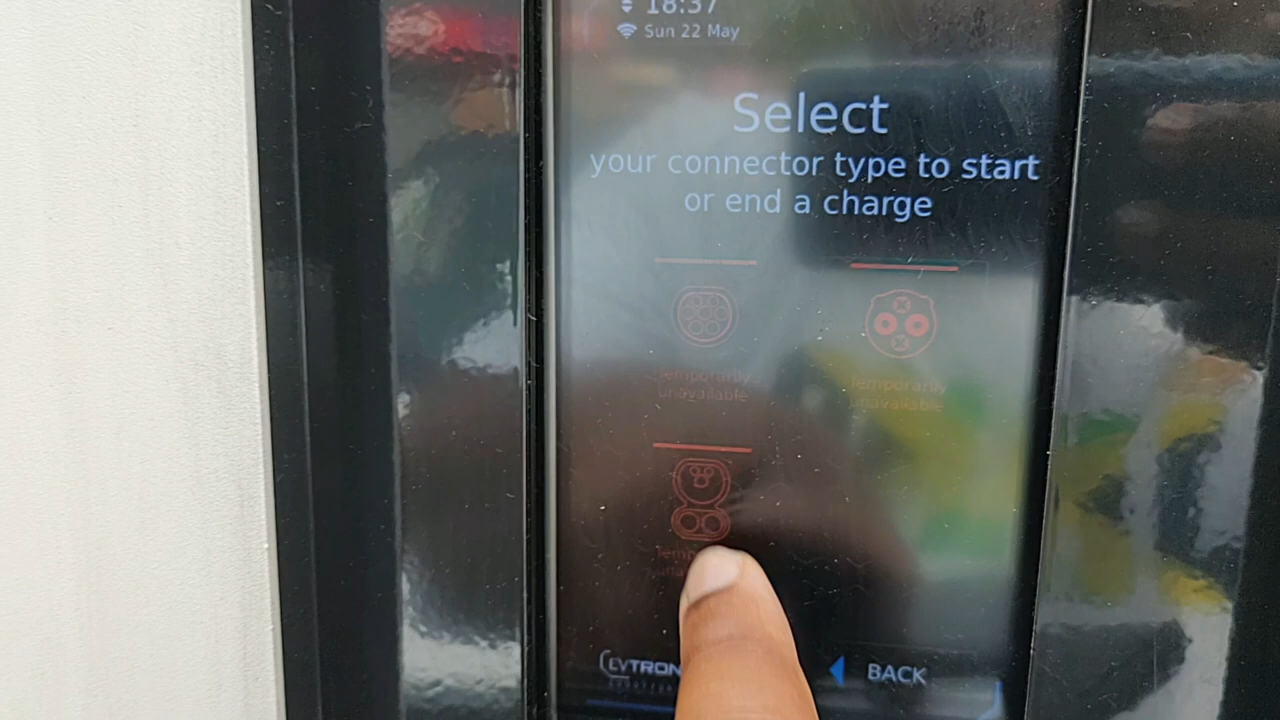 18:37
Sun 22 May
Select
your connector type to start
or end a charge
Temporarily
unavailable
Temporarily
unavailable
BACK